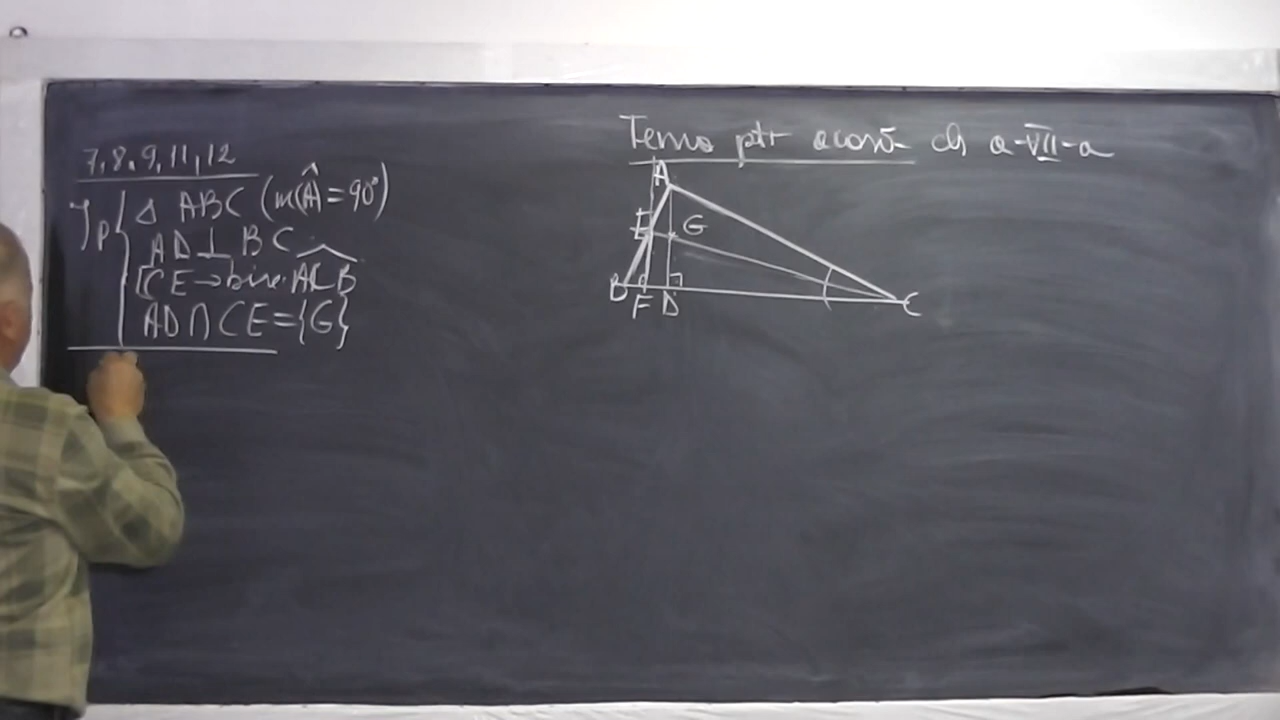 7, 8, 9, 11, 12
Temă ptr acasă cls a-VII-a
Ip { Δ ABC (m(Â) = 90°)
AD ⊥ BC
[CE → bis. ACB
AD ∩ CE = {G}
A
E G
B F D C